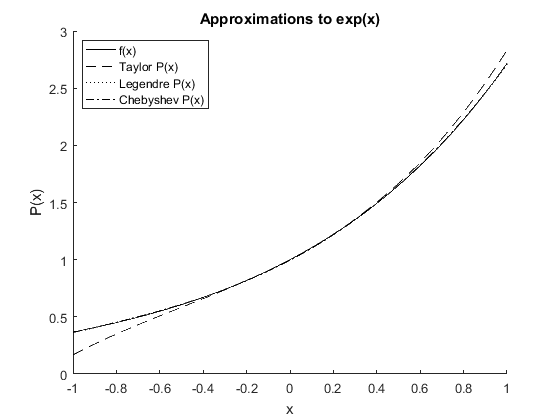 Approximations to exp(x)
f(x)
Taylor P(x)
Legendre P(x)
Chebyshev P(x)
P(x)
3
2.5
2
1.5
1
0.5
0
-1 -0.8 -0.6 -0.4 -0.2 0 0.2 0.4 0.6 0.8 1
x